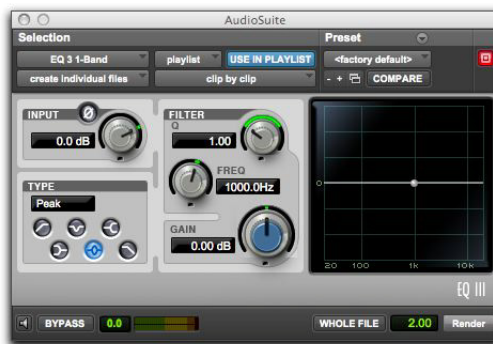 AudioSuite
Selection Preset
EQ 3 1-Band playlist USE IN PLAYLIST <factory default>
create individual files clip by clip - + COMPARE
INPUT Ø
0.0 dB
FILTER
Q
1.00
FREQ
1000.0Hz
TYPE
Peak
GAIN
0.00 dB
0
20 100 1k 10k
EQ III
BYPASS 0.0 WHOLE FILE 2.00 Render